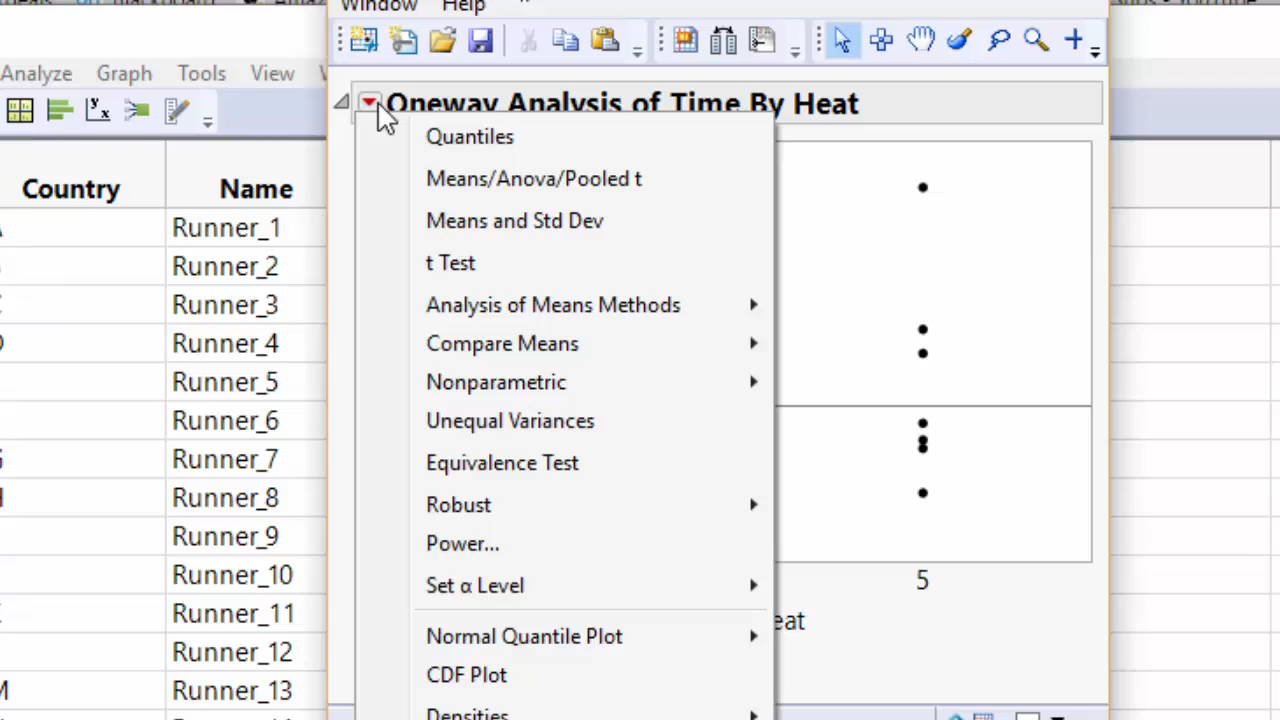 Window Help
Analyze Graph Tools View
Oneway Analysis of Time By Heat
Country Name
Quantiles
Means/Anova/Pooled t
Means and Std Dev
t Test
Analysis of Means Methods
Compare Means
Nonparametric
Unequal Variances
Equivalence Test
Robust
Power...
Set α Level
Normal Quantile Plot
CDF Plot
Densities
Runner_1
Runner_2
Runner_3
Runner_4
Runner_5
Runner_6
Runner_7
Runner_8
Runner_9
Runner_10
Runner_11
Runner_12
Runner_13
5
eat